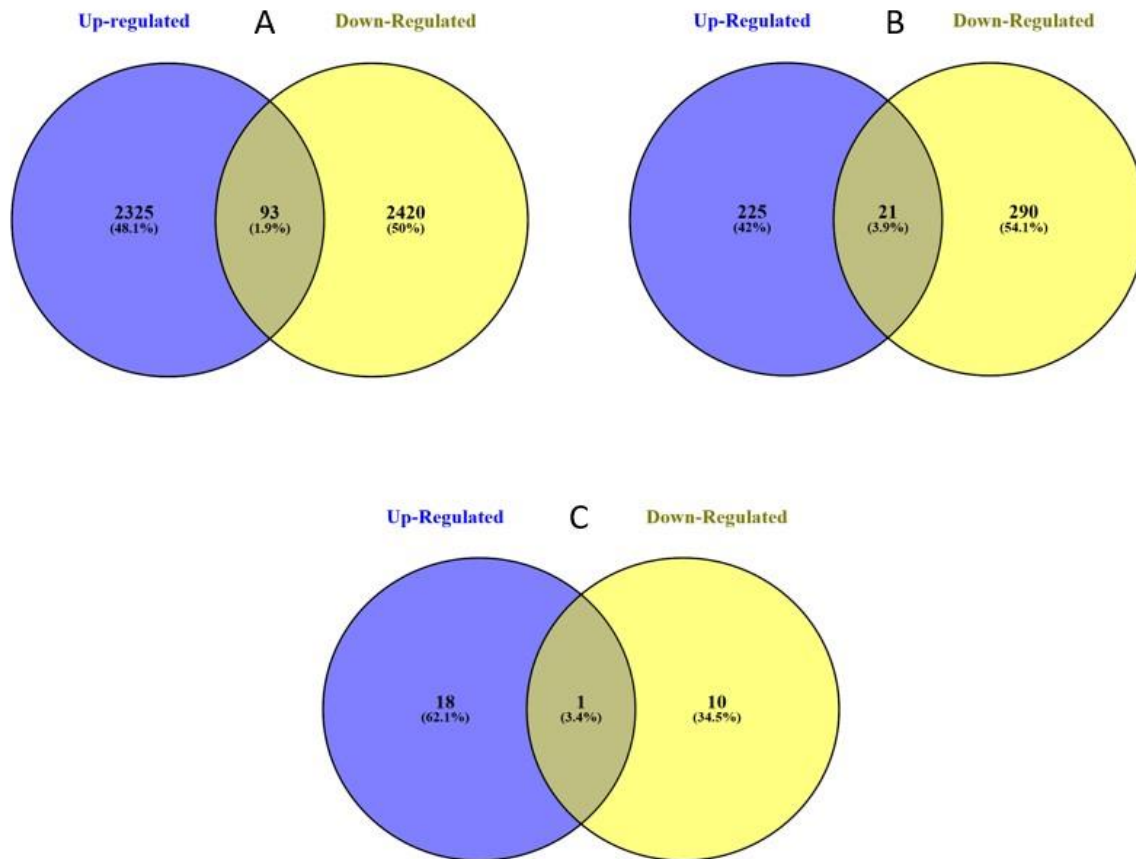 Up-regulated A Down-Regulated
2325 93 2420
(48.1%) (1.9%) (50%)
Up-Regulated B Down-Regulated
225 21 290
(42%) (3.9%) (54.1%)
Up-Regulated C Down-Regulated
18 1 10
(62.1%) (3.4%) (34.5%)